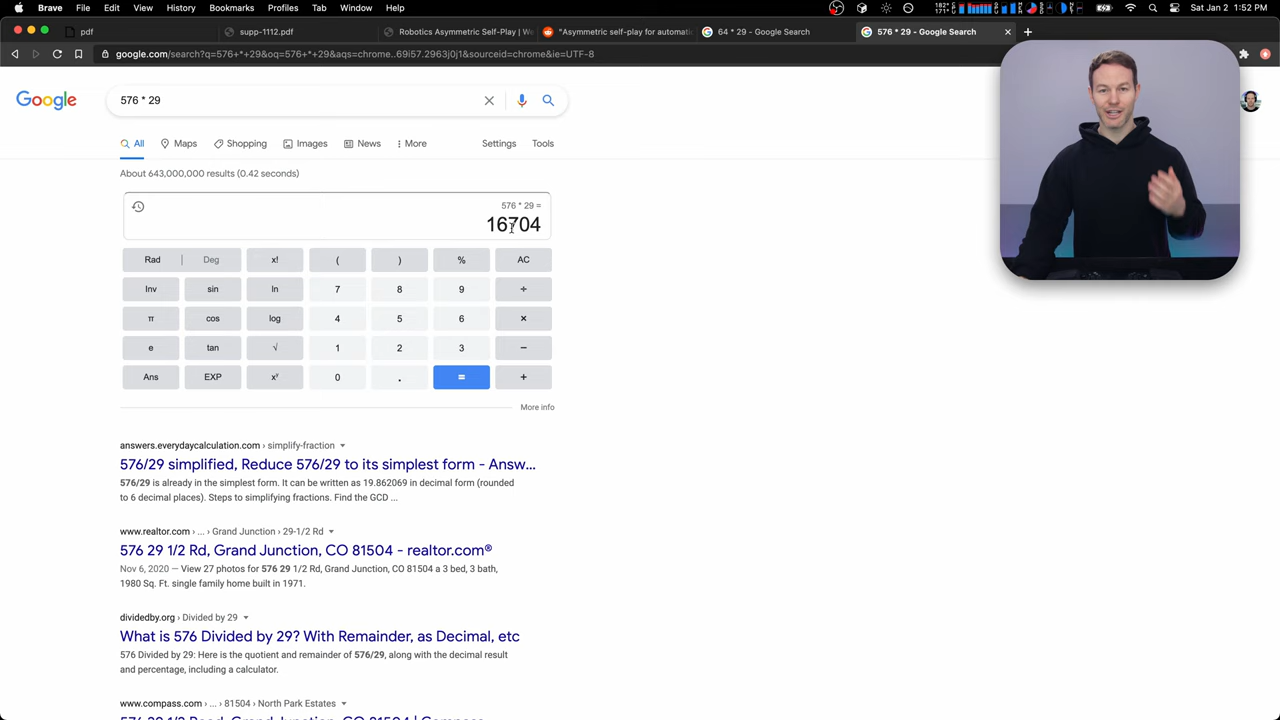 Brave File Edit View History Bookmarks Profiles Tab Window Help
Sat Jan 2 1:52 PM
pdf
supp-1112.pdf
Robotics Asymmetric Self-Play | W
"Asymmetric self-play for automati
64 * 29 - Google Search
576 * 29 - Google Search
google.com/search?q=576+*+29&oq=576+*+29&aqs=chrome..69i57.2963j0j1&sourceid=chrome&ie=UTF-8
Google
576 * 29
All Maps Shopping Images News More Settings Tools
About 643,000,000 results (0.42 seconds)
576 * 29 =
16704
Rad | Deg x! ( ) % AC
Inv sin ln 7 8 9 ÷
π cos log 4 5 6 ×
e tan √ 1 2 3 −
Ans EXP xʸ 0 . = +
More info
answers.everydaycalculation.com › simplify-fraction
576/29 simplified, Reduce 576/29 to its simplest form - Answ...
576/29 is already in the simplest form. It can be written as 19.862069 in decimal form (rounded
to 6 decimal places). Steps to simplifying fractions. Find the GCD ...
www.realtor.com › ... › Grand Junction › 29-1/2 Rd
576 29 1/2 Rd, Grand Junction, CO 81504 - realtor.com®
Nov 6, 2020 — View 27 photos for 576 29 1/2 Rd, Grand Junction, CO 81504 a 3 bed, 3 bath,
1980 Sq. Ft. single family home built in 1971.
dividedby.org › Divided by 29
What is 576 Divided by 29? With Remainder, as Decimal, etc
576 Divided by 29: Here is the quotient and remainder of 576/29, along with the decimal result
and percentage, including a calculator.
www.compass.com › ... › 81504 › North Park Estates
576 29 1/2 Road, Grand Junction, CO 81504 | Compass